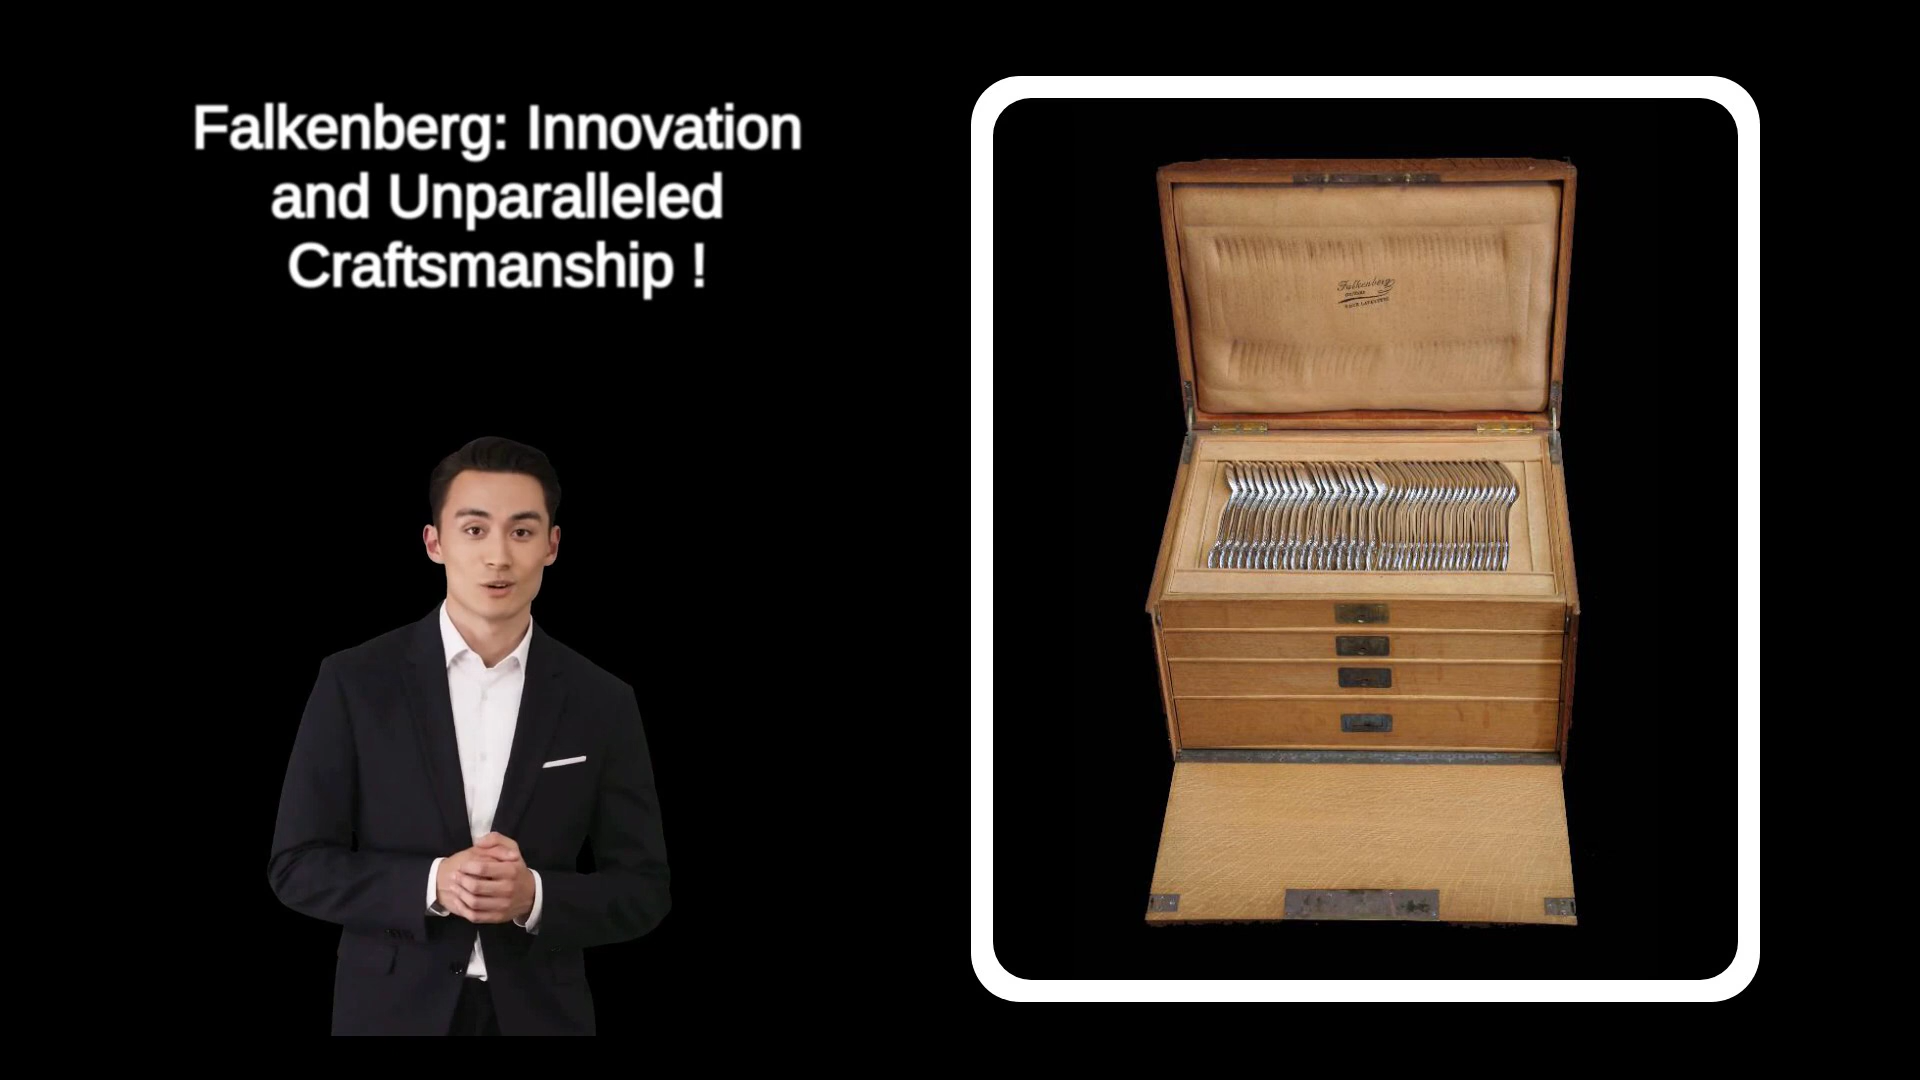 Falkenberg: Innovation
and Unparalleled
Craftsmanship !
Falkenberg